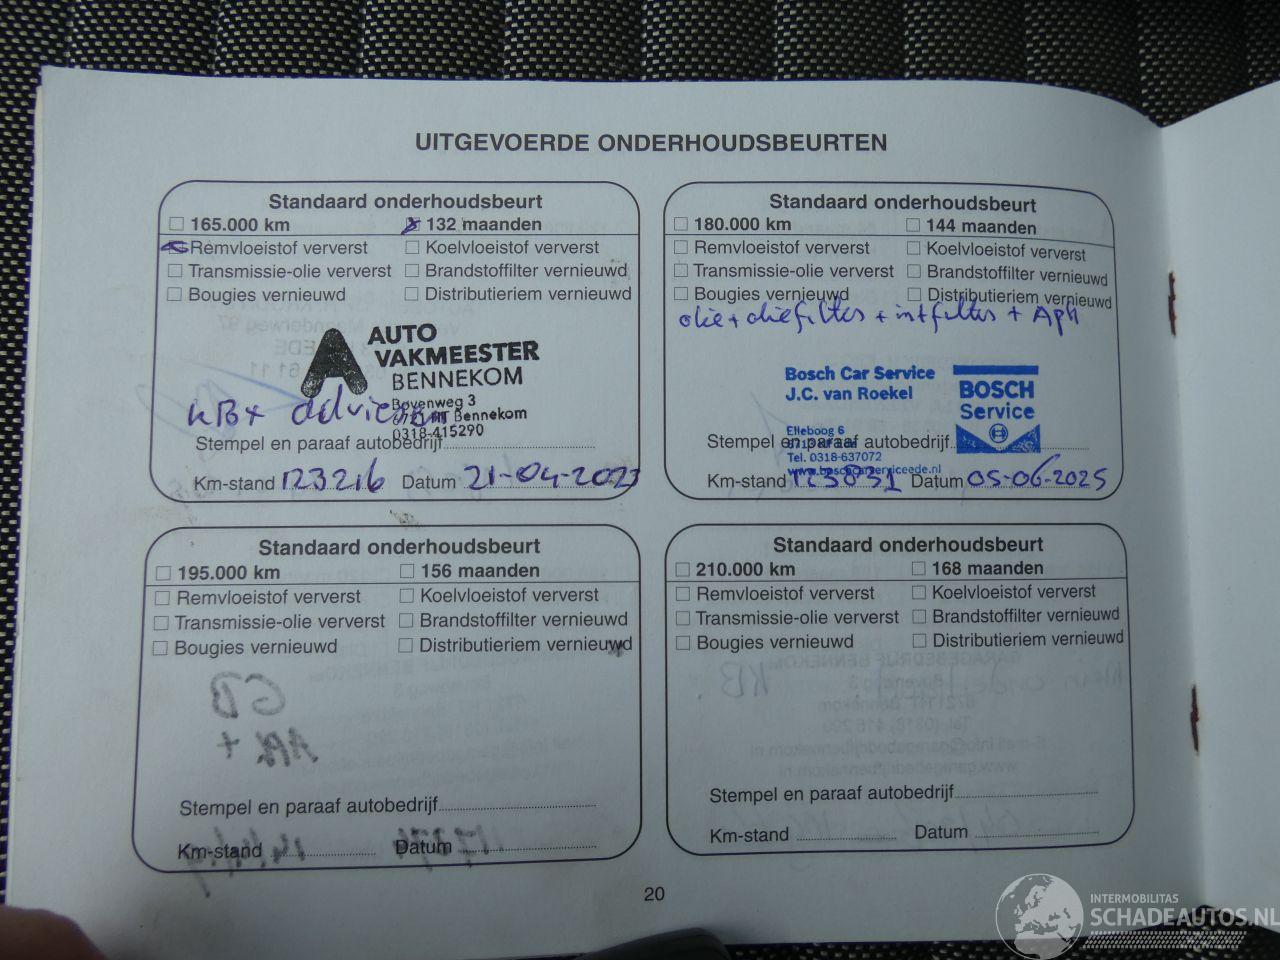 UITGEVOERDE ONDERHOUDSBEURTEN
Standaard onderhoudsbeurt
165.000 km 132 maanden
Remvloeistof ververst Koelvloeistof ververst
Transmissie-olie ververst Brandstoffilter vernieuwd
Bougies vernieuwd Distributieriem vernieuwd
AUTO
VAKMEESTER
BENNEKOM
Bovenweg 3
Bennekom
0318-415290
KB+
Stempel en paraaf autobedrijf
Km-stand 123216 Datum 21-04-2023
Standaard onderhoudsbeurt
180.000 km 144 maanden
Remvloeistof ververst Koelvloeistof ververst
Transmissie-olie ververst Brandstoffilter vernieuwd
Bougies vernieuwd Distributieriem vernieuwd
olie + oliefilter + intfilter + Apk
Bosch Car Service
J.C. van Roekel
BOSCH
Service
Elleboog 6
Tel. 0318-637072
www.boschcarserviceede.nl
Stempel en paraaf autobedrijf
Km-stand 123831 Datum 05-06-2025
Standaard onderhoudsbeurt
195.000 km 156 maanden
Remvloeistof ververst Koelvloeistof ververst
Transmissie-olie ververst Brandstoffilter vernieuwd
Bougies vernieuwd Distributieriem vernieuwd
Stempel en paraaf autobedrijf
Km-stand Datum
Standaard onderhoudsbeurt
210.000 km 168 maanden
Remvloeistof ververst Koelvloeistof ververst
Transmissie-olie ververst Brandstoffilter vernieuwd
Bougies vernieuwd Distributieriem vernieuwd
Stempel en paraaf autobedrijf
Km-stand Datum
20
INTERMOBILITAS
SCHADEAUTOS.NL